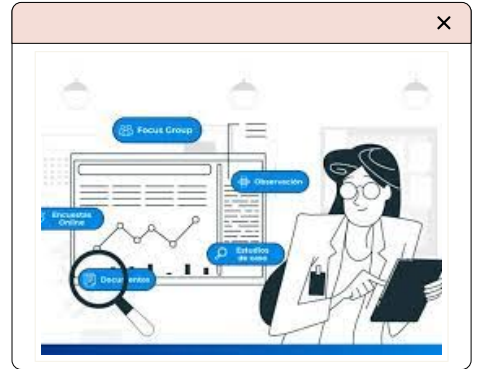 Focus Group
Observación
Encuestas
Online
Estudios
de caso
Documentos